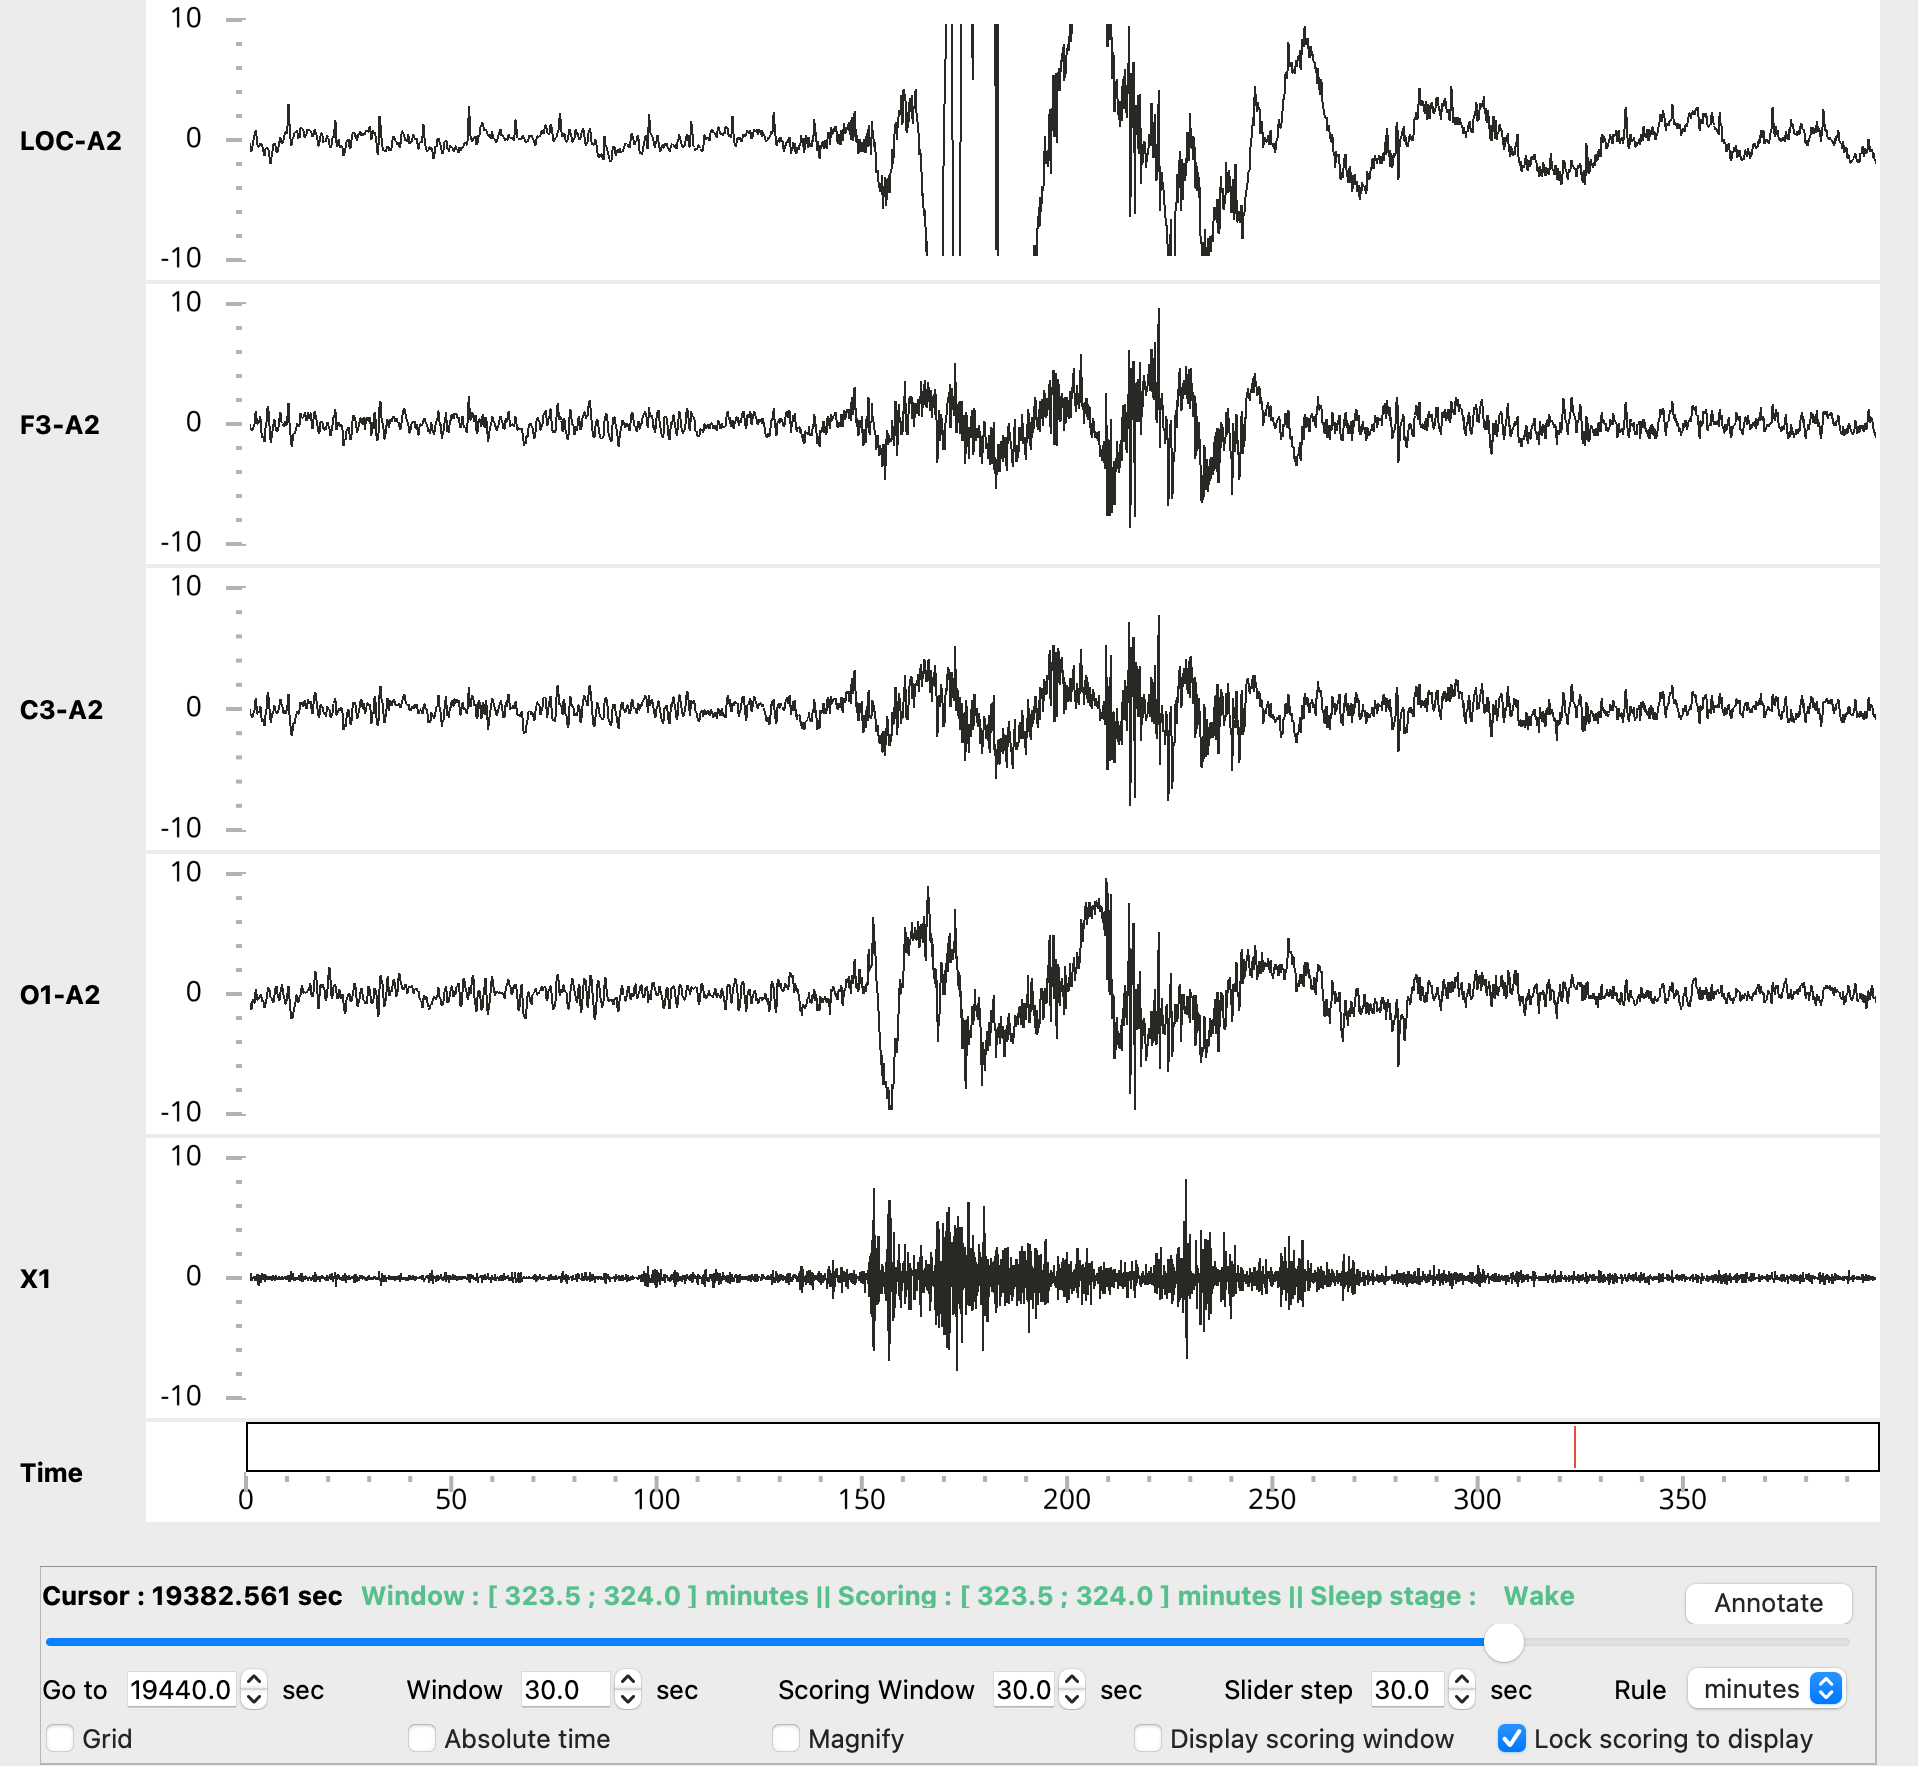 10
LOC-A2 0
-10
10
F3-A2 0
-10
10
C3-A2 0
-10
10
O1-A2 0
-10
10
X1 0
-10
Time
0 50 100 150 200 250 300 350
Cursor : 19382.561 sec Window : [ 323.5 ; 324.0 ] minutes || Scoring : [ 323.5 ; 324.0 ] minutes || Sleep stage : Wake Annotate
Go to 19440.0 sec Window 30.0 sec Scoring Window 30.0 sec Slider step 30.0 sec Rule minutes
Grid Absolute time Magnify Display scoring window Lock scoring to display